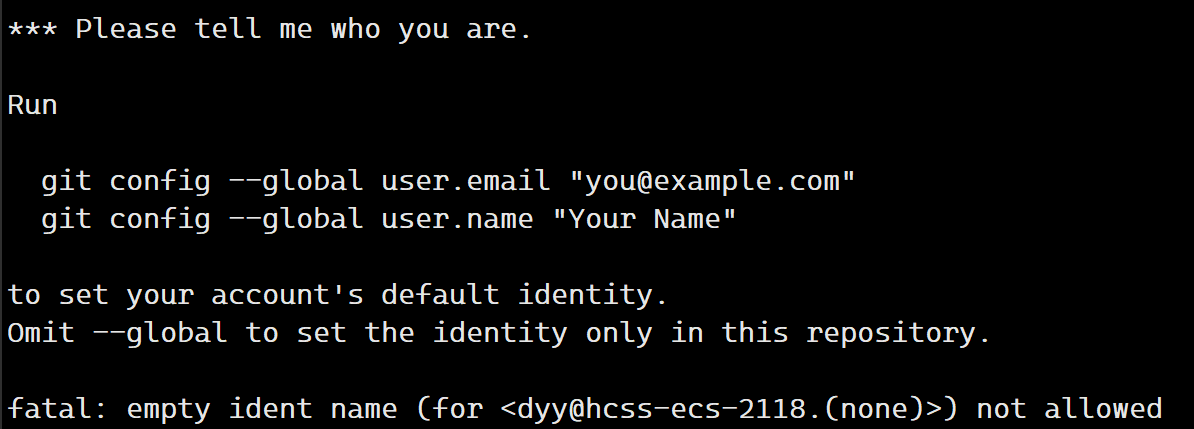 *** Please tell me who you are.
Run
git config --global user.email "you@example.com"
git config --global user.name "Your Name"
to set your account's default identity.
Omit --global to set the identity only in this repository.
fatal: empty ident name (for <dyy@hcss-ecs-2118.(none)>) not allowed